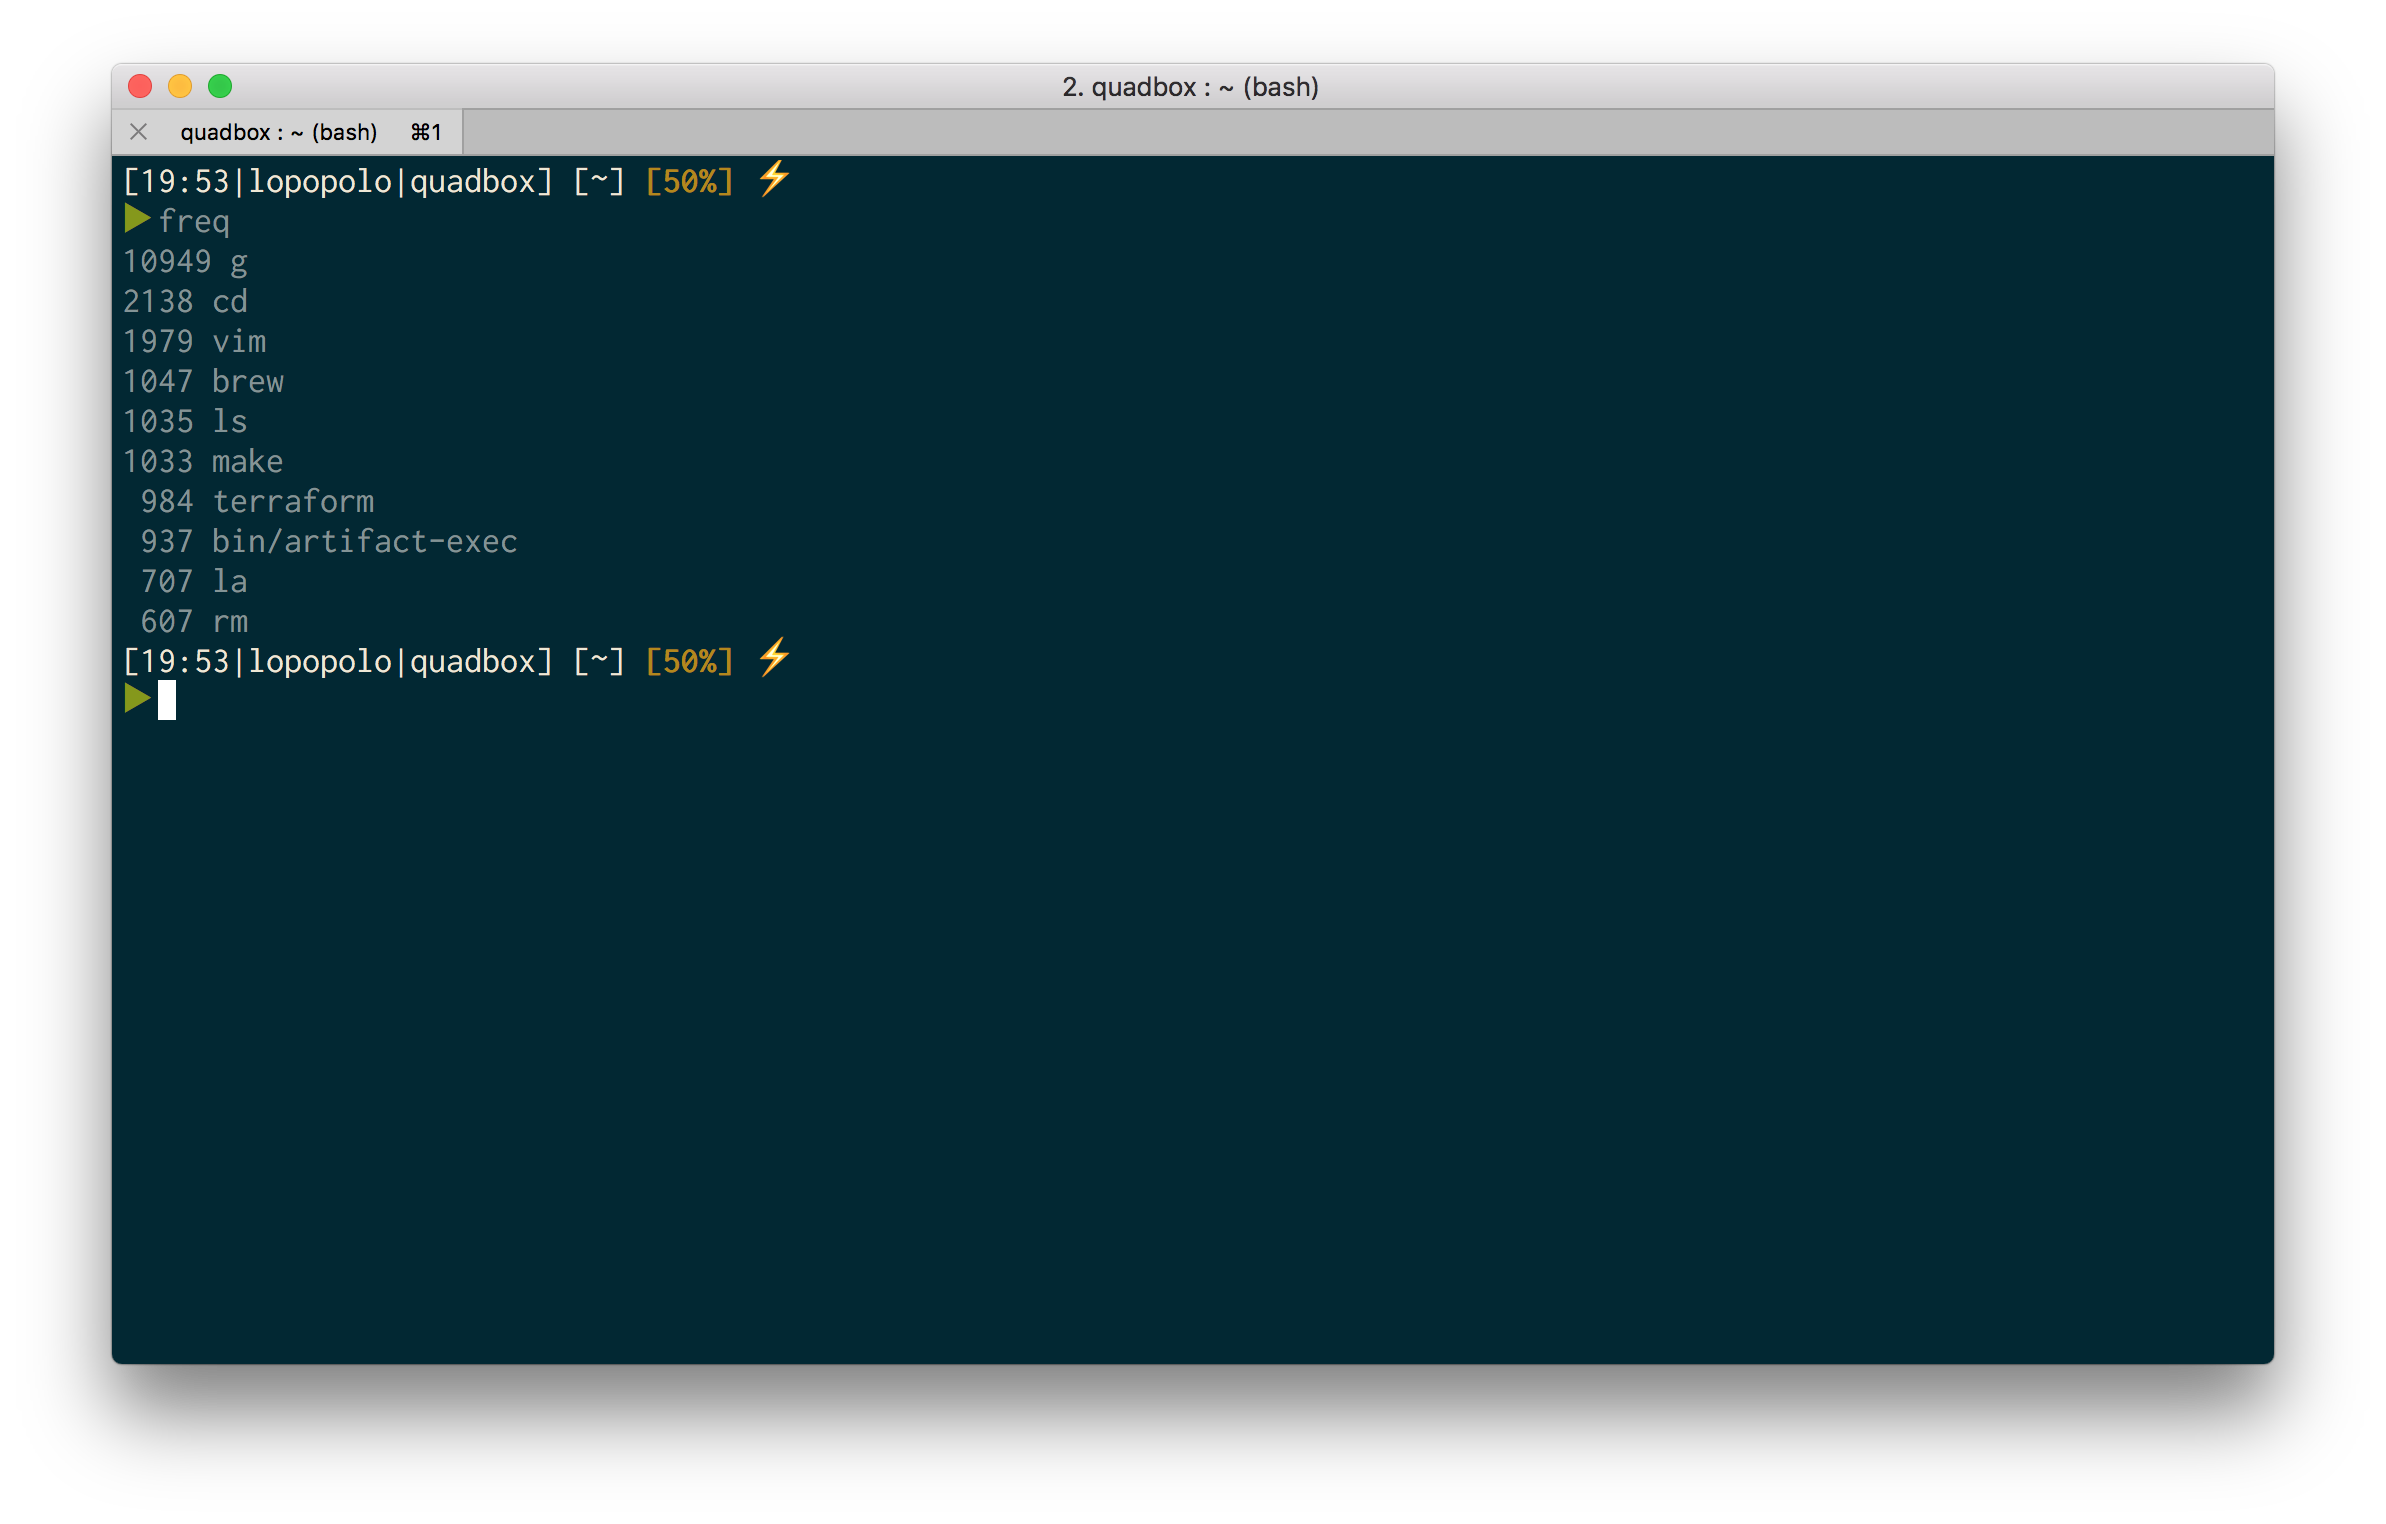 2. quadbox : ~ (bash)
quadbox : ~ (bash) ⌘1
[19:53|lopopolo|quadbox] [~] [50%] ⚡
▶ freq
10949 g
2138 cd
1979 vim
1047 brew
1035 ls
1033 make
984 terraform
937 bin/artifact-exec
707 la
607 rm
[19:53|lopopolo|quadbox] [~] [50%] ⚡
▶